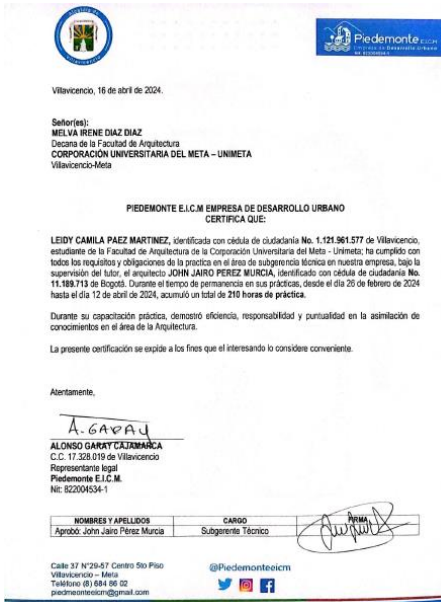 Villavicencio
Piedemonte EICM
Empresa de Desarrollo Urbano
Villavicencio, 16 de abril de 2024.
Señor(es):
MELVA IRENE DIAZ DIAZ
Decana de la Facultad de Arquitectura
CORPORACIÓN UNIVERSITARIA DEL META – UNIMETA
Villavicencio-Meta
PIEDEMONTE E.I.C.M EMPRESA DE DESARROLLO URBANO
CERTIFICA QUE:
LEIDY CAMILA PAEZ MARTINEZ, identificada con cédula de ciudadanía No. 1.121.961.577 de Villavicencio,
estudiante de la Facultad de Arquitectura de la Corporación Universitaria del Meta - Unimeta; ha cumplido con
todos los requisitos y obligaciones de la practica en el área de subgerencia técnica en nuestra empresa, bajo la
supervisión del tutor, el arquitecto JOHN JAIRO PEREZ MURCIA, identificado con cédula de ciudadanía No.
11.189.713 de Bogotá. Durante el tiempo de permanencia en sus prácticas, desde el día 26 de febrero de 2024
hasta el día 12 de abril de 2024, acumuló un total de 210 horas de práctica.
Durante su capacitación práctica, demostró eficiencia, responsabilidad y puntualidad en la asimilación de
conocimientos en el área de la Arquitectura.
La presente certificación se expide a los fines que el interesando lo considere conveniente.
Atentamente,
A. GARAY
ALONSO GARAY CAJAMARCA
C.C. 17.328.019 de Villavicencio
Representante legal
Piedemonte E.I.C.M.
Nit: 822004534-1
NOMBRES Y APELLIDOS CARGO FIRMA
Aprobó: John Jairo Pérez Murcia Subgerente Técnico
Calle 37 N°29-57 Centro 5to Piso
Villavicencio – Meta
Teléfono (8) 684 66 02
piedmeonteeicm@gmail.com
@Piedemonteeicm